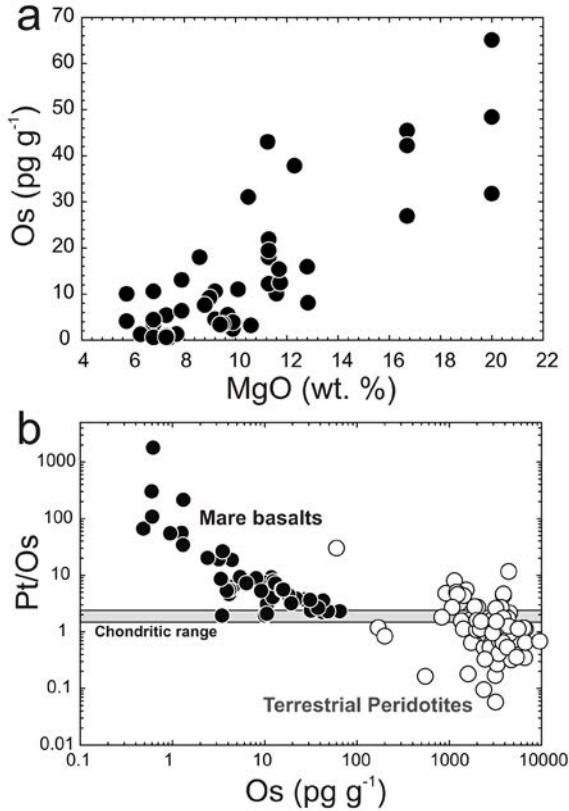 a
70
60
50
40
30
20
10
0
Os (pg g-1)
4 6 8 10 12 14 16 18 20 22
MgO (wt. %)
b
1000
100
10
1
0.1
0.01
Pt/Os
Mare basalts
Chondritic range
Terrestrial Peridotites
0.1 1 10 100 1000 10000
Os (pg g-1)